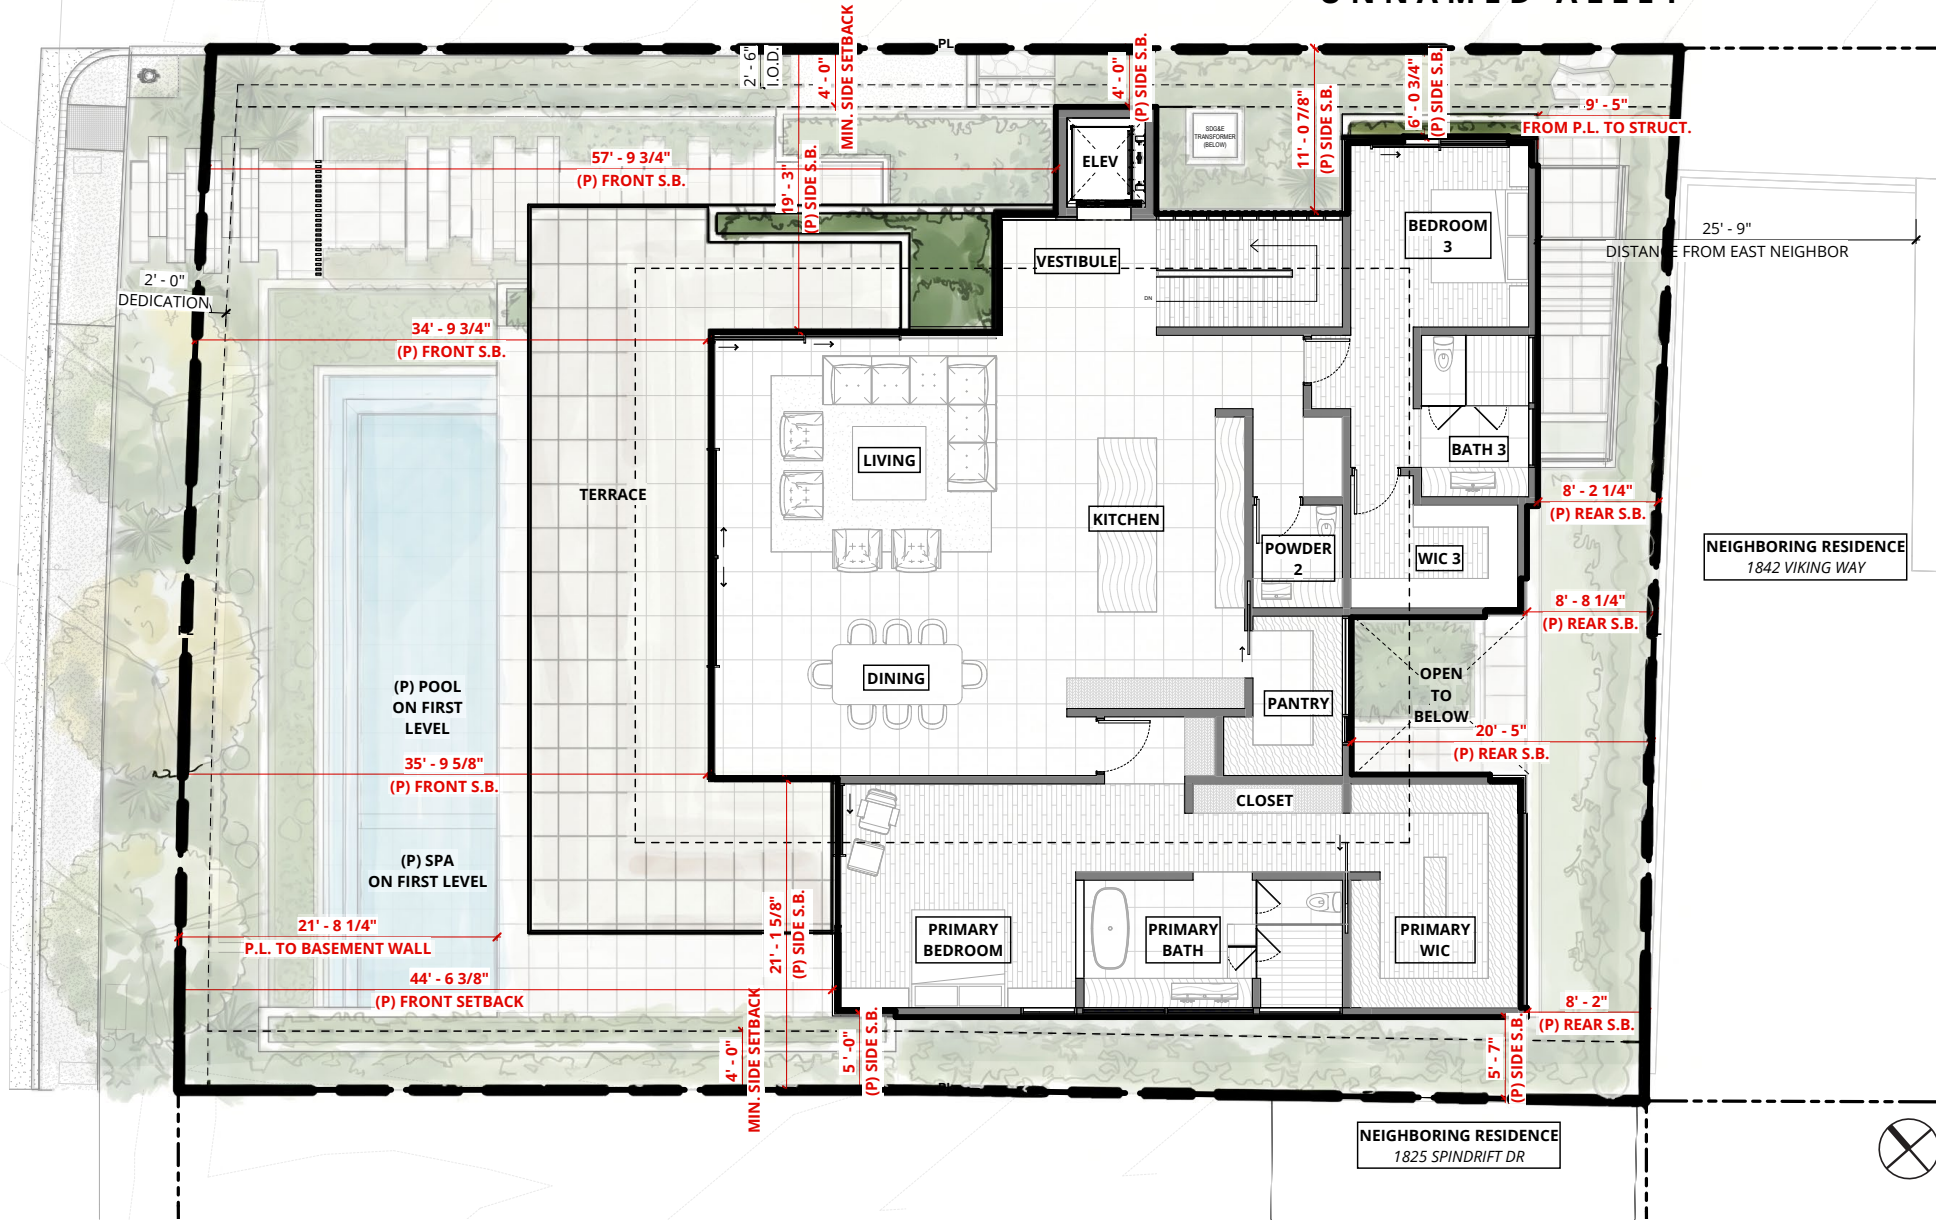 UNNAMED ALLEY
PL
2' - 6"
I.O.D.
4' - 0"
MIN. SIDE SETBACK
4' - 0"
(P) SIDE S.B.
11' - 0 7/8"
(P) SIDE S.B.
6' - 0 3/4"
(P) SIDE S.B.
9' - 5"
FROM P.L. TO STRUCT.
57' - 9 3/4"
(P) FRONT S.B.
19' - 3"
(P) SIDE S.B.
ELEV
SDG&E
TRANSFORMER
(BELOW)
BEDROOM
3
25' - 9"
DISTANCE FROM EAST NEIGHBOR
VESTIBULE
2' - 0"
DEDICATION
DN
34' - 9 3/4"
(P) FRONT S.B.
LIVING
BATH 3
TERRACE
8' - 2 1/4"
(P) REAR S.B.
KITCHEN
POWDER
2
WIC 3
NEIGHBORING RESIDENCE
1842 VIKING WAY
8' - 8 1/4"
(P) REAR S.B.
(P) POOL
ON FIRST
LEVEL
DINING
PANTRY
OPEN
TO
BELOW
20' - 5"
(P) REAR S.B.
35' - 9 5/8"
(P) FRONT S.B.
CLOSET
(P) SPA
ON FIRST LEVEL
21' - 8 1/4"
P.L. TO BASEMENT WALL
21' - 1 5/8"
(P) SIDE S.B.
PRIMARY
BEDROOM
PRIMARY
BATH
PRIMARY
WIC
44' - 6 3/8"
(P) FRONT SETBACK
8' - 2"
(P) REAR S.B.
4' - 0"
MIN. SIDE SETBACK
5' -0"
(P) SIDE S.B.
5' - 7"
(P) SIDE S.B.
NEIGHBORING RESIDENCE
1825 SPINDRIFT DR